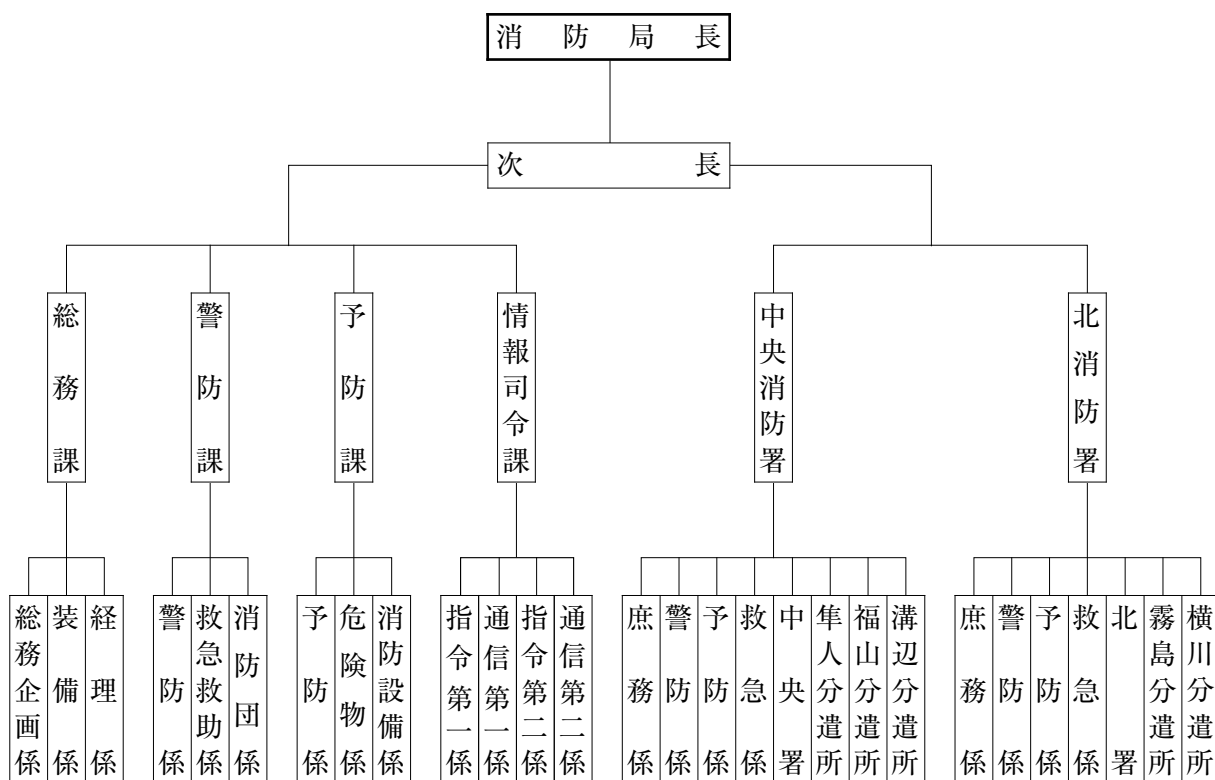 消防局長
次長
総務課
警防課
予防課
情報司令課
中央消防署
北消防署
総務企画係
装備係
経理係
警防係
救急救助係
消防団係
予防係
危険物係
消防設備係
指令第一係
通信第一係
指令第二係
通信第二係
庶務係
警防係
予防係
救急係
中央署
隼人分遣所
福山分遣所
溝辺分遣所
庶務係
警防係
予防係
救急係
北署
霧島分遣所
横川分遣所